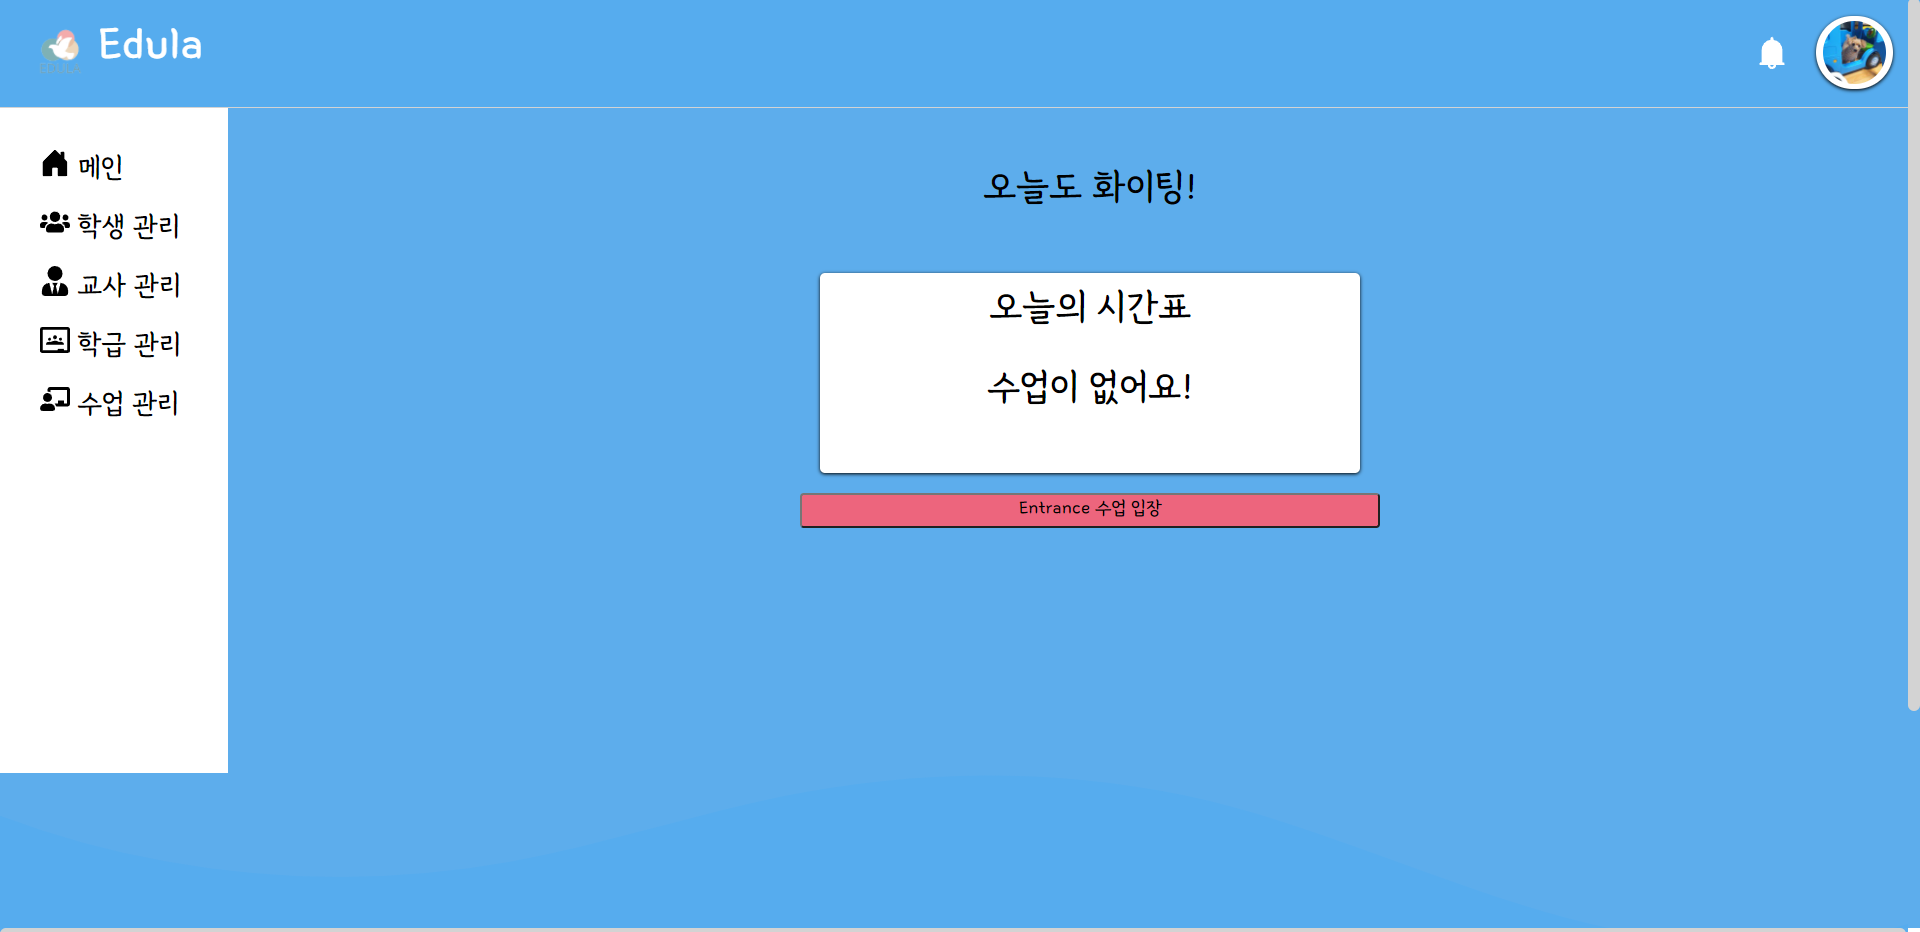 Edula
메인
학생 관리
교사 관리
학급 관리
수업 관리
오늘도 화이팅!
오늘의 시간표
수업이 없어요!
Entrance 수업 입장